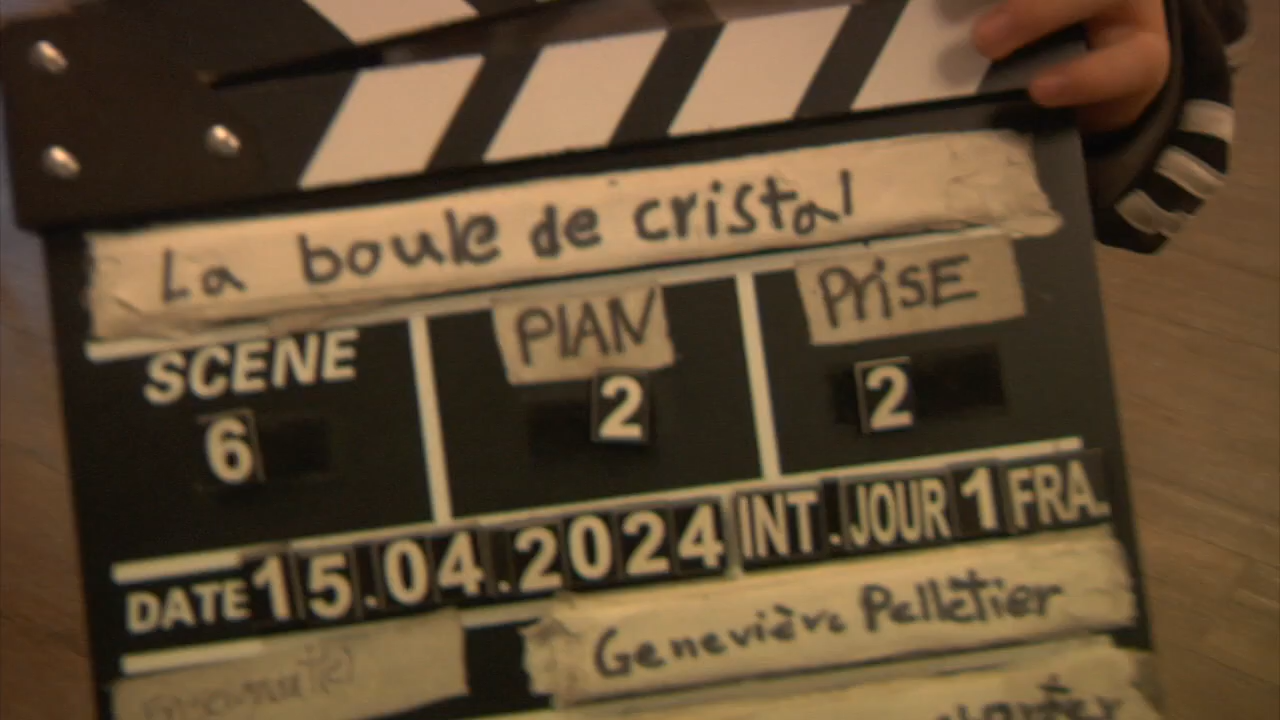 La boule de cristal
SCENE PLAN PRISE
6 2 2
DATE 15.04.2024 INT.JOUR 1 FRA.
Geneviève Pelletier